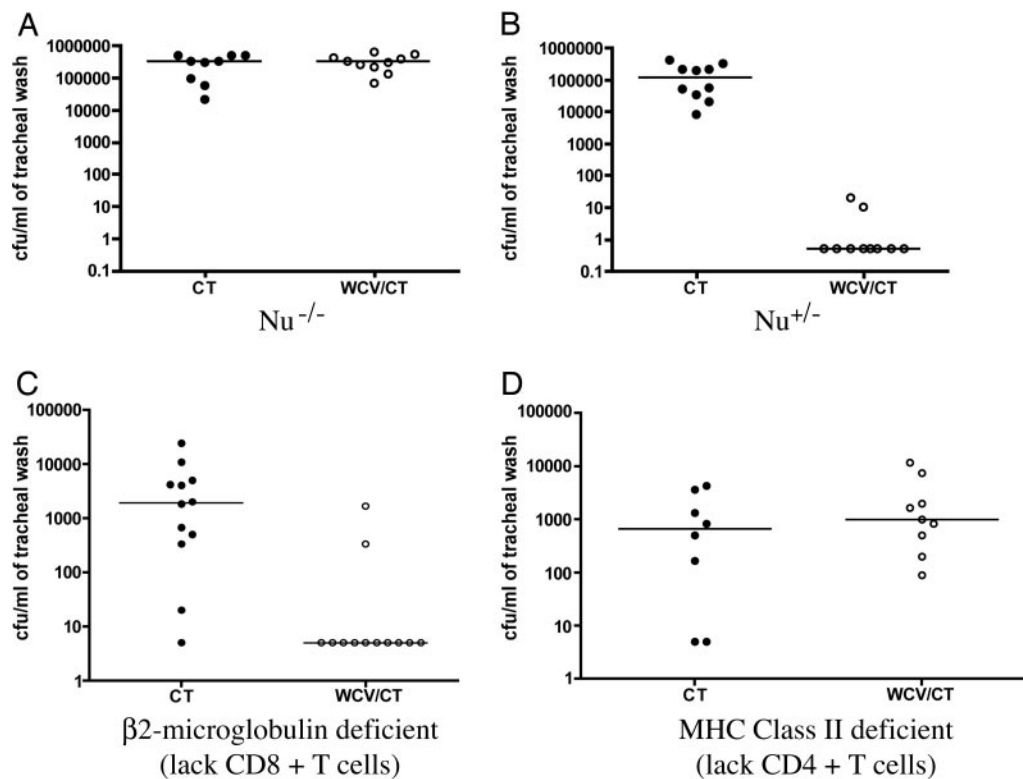 A
cfu/ml of tracheal wash
1000000
100000
10000
1000
100
10
1
0.1
CT
WCV/CT
Nu -/-
B
cfu/ml of tracheal wash
1000000
100000
10000
1000
100
10
1
0.1
CT
WCV/CT
Nu+/-
C
cfu/ml of tracheal wash
100000
10000
1000
100
10
1
CT
WCV/CT
β2-microglobulin deficient
(lack CD8 + T cells)
D
cfu/ml of tracheal wash
100000
10000
1000
100
10
1
CT
WCV/CT
MHC Class II deficient
(lack CD4 + T cells)